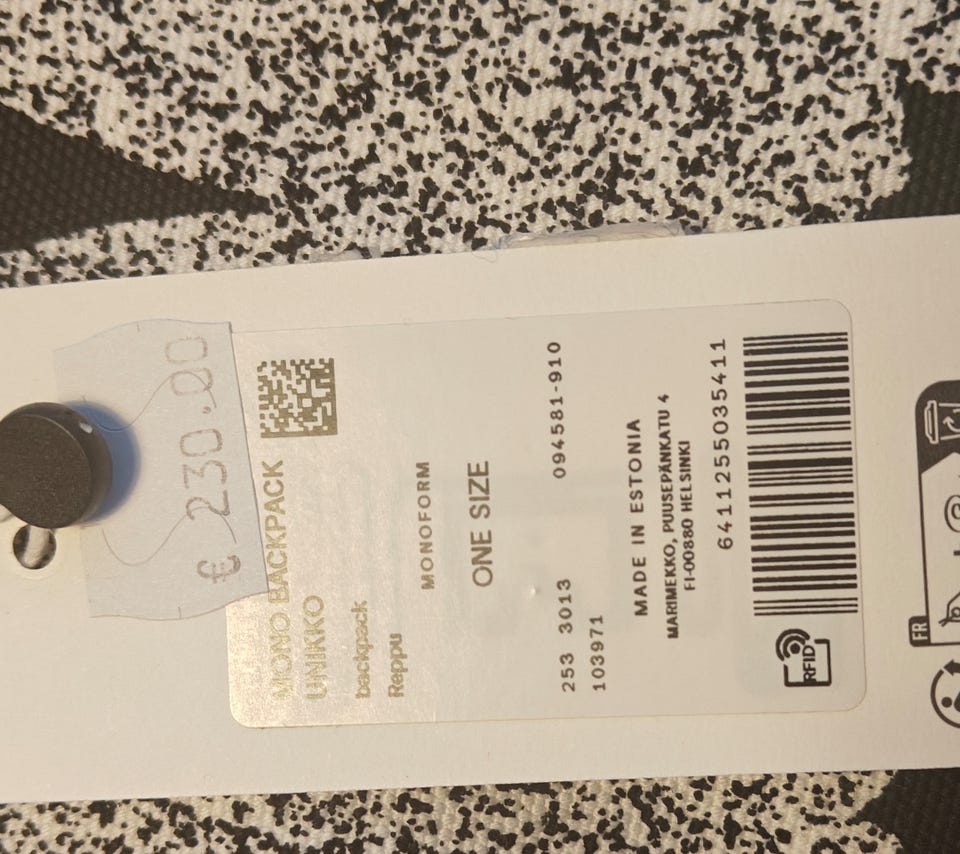 € 230.00
MONO BACKPACK
UNIKKO
backpack
Reppu
MONOFORM
ONE SIZE
253 3013 094581-910
103971
MADE IN ESTONIA
MARIMEKKO, PUUSEPÄNKATU 4
FI-00880 HELSINKI
6411255035411
RFID
FR